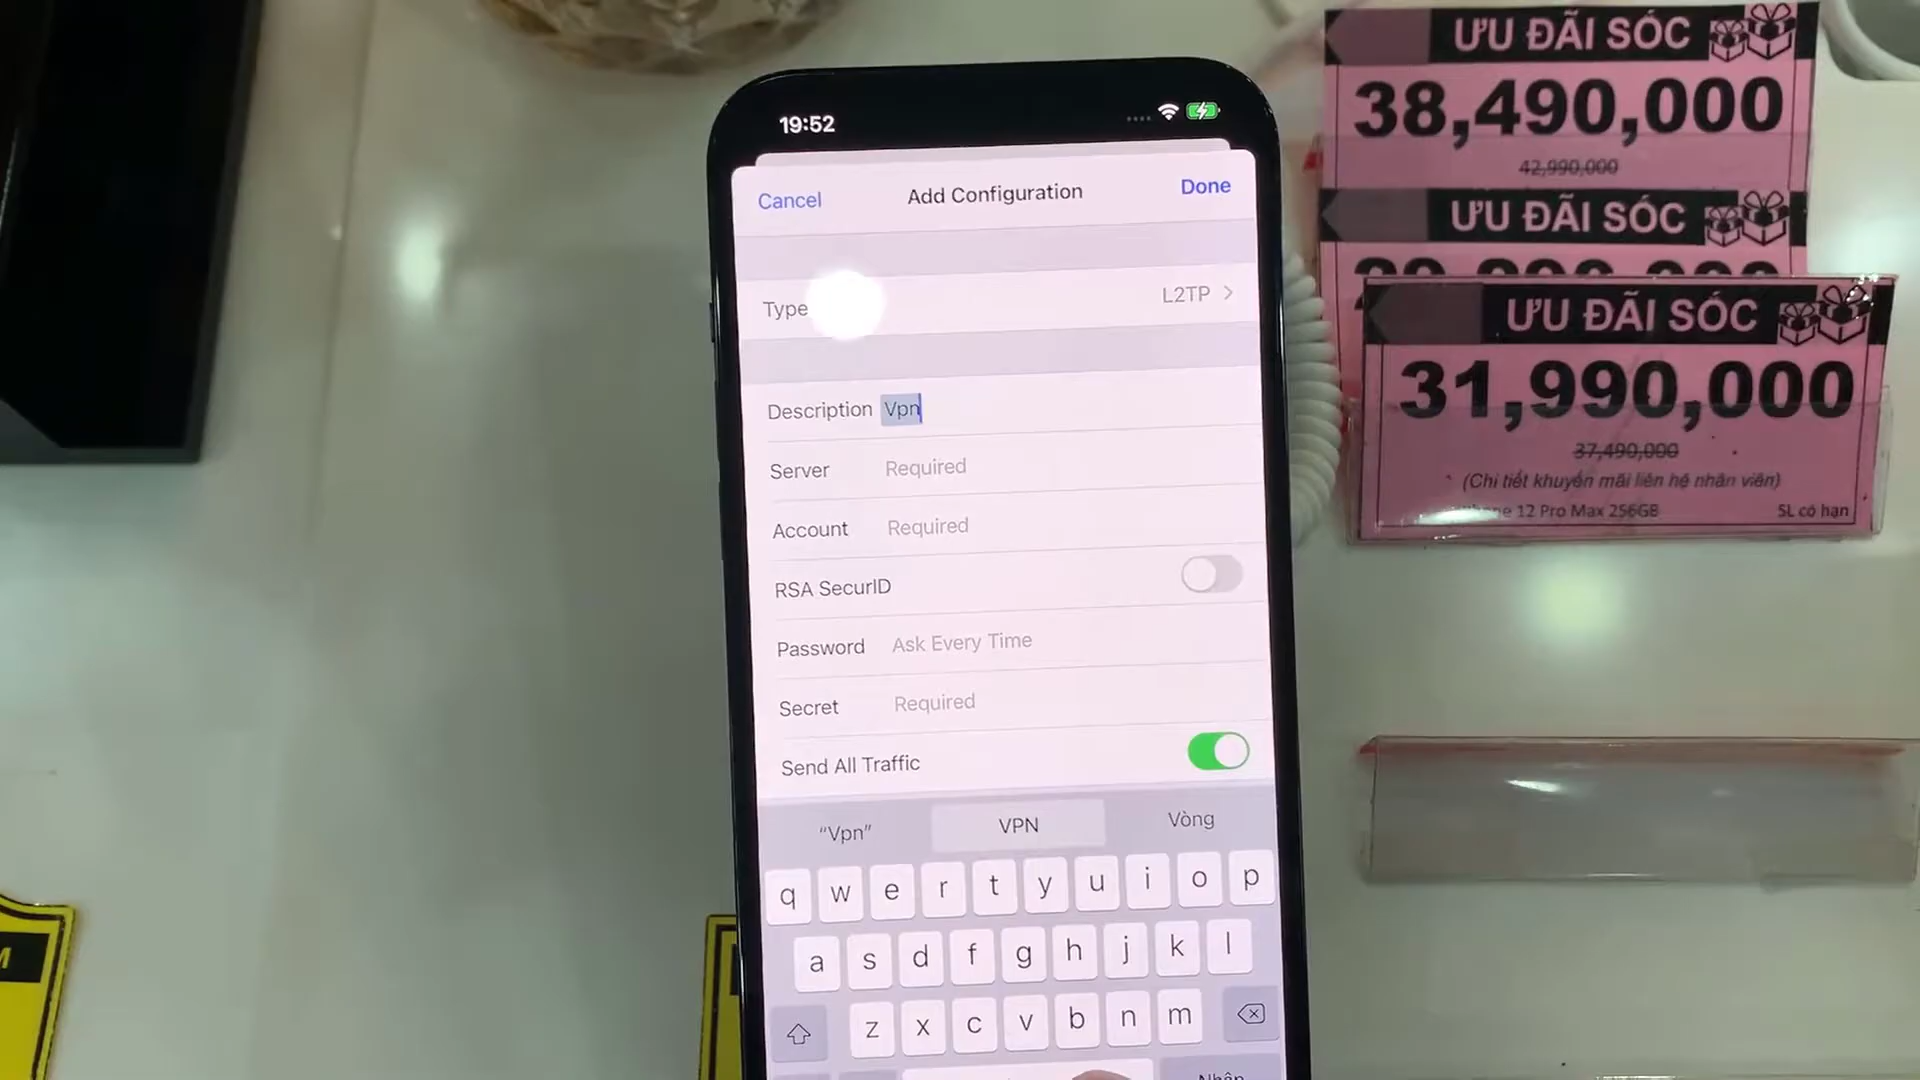 19:52
Cancel
Add Configuration
Done
Type
L2TP
Description Vpn
Server Required
Account Required
RSA SecurID
Password Ask Every Time
Secret Required
Send All Traffic
“Vpn”
VPN
Vòng
q w e r t y u i o p
a s d f g h j k l
z x c v b n m
ƯU ĐÃI SÓC
38,490,000
42,990,000
ƯU ĐÃI SÓC
ƯU ĐÃI SÓC
31,990,000
37,490,000
(Chi tiết khuyến mãi liên hệ nhân viên)
12 Pro Max 256GB
SL có hạn